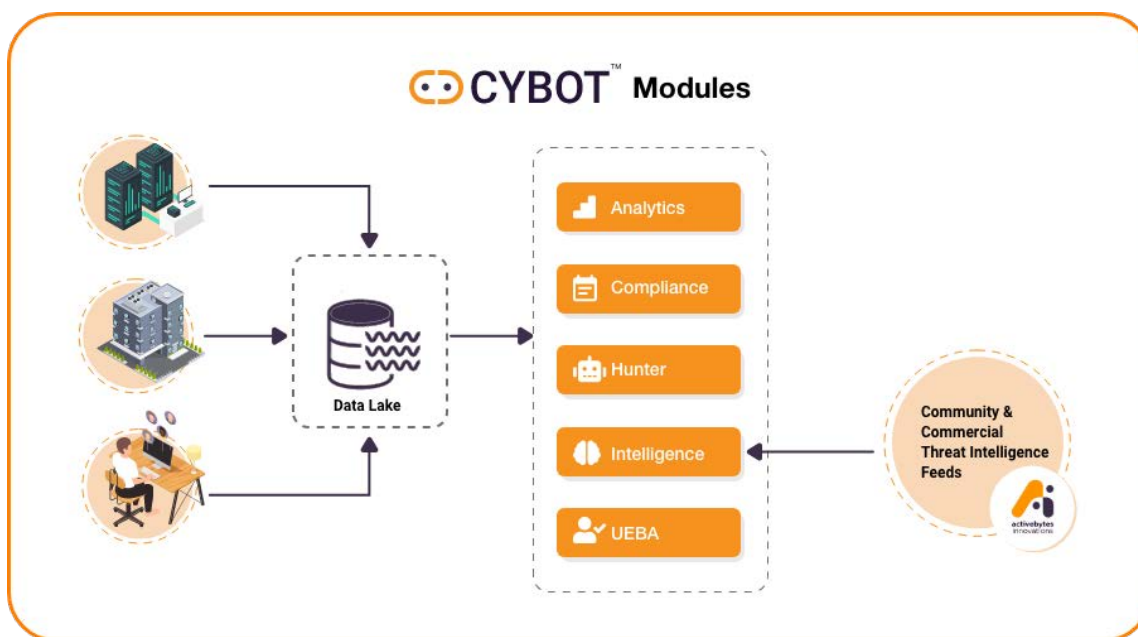 CYBOT™ Modules
Analytics
Compliance
Hunter
Intelligence
UEBA
Data Lake
Community &
Commercial
Threat Intelligence
Feeds
activebytes
innovations